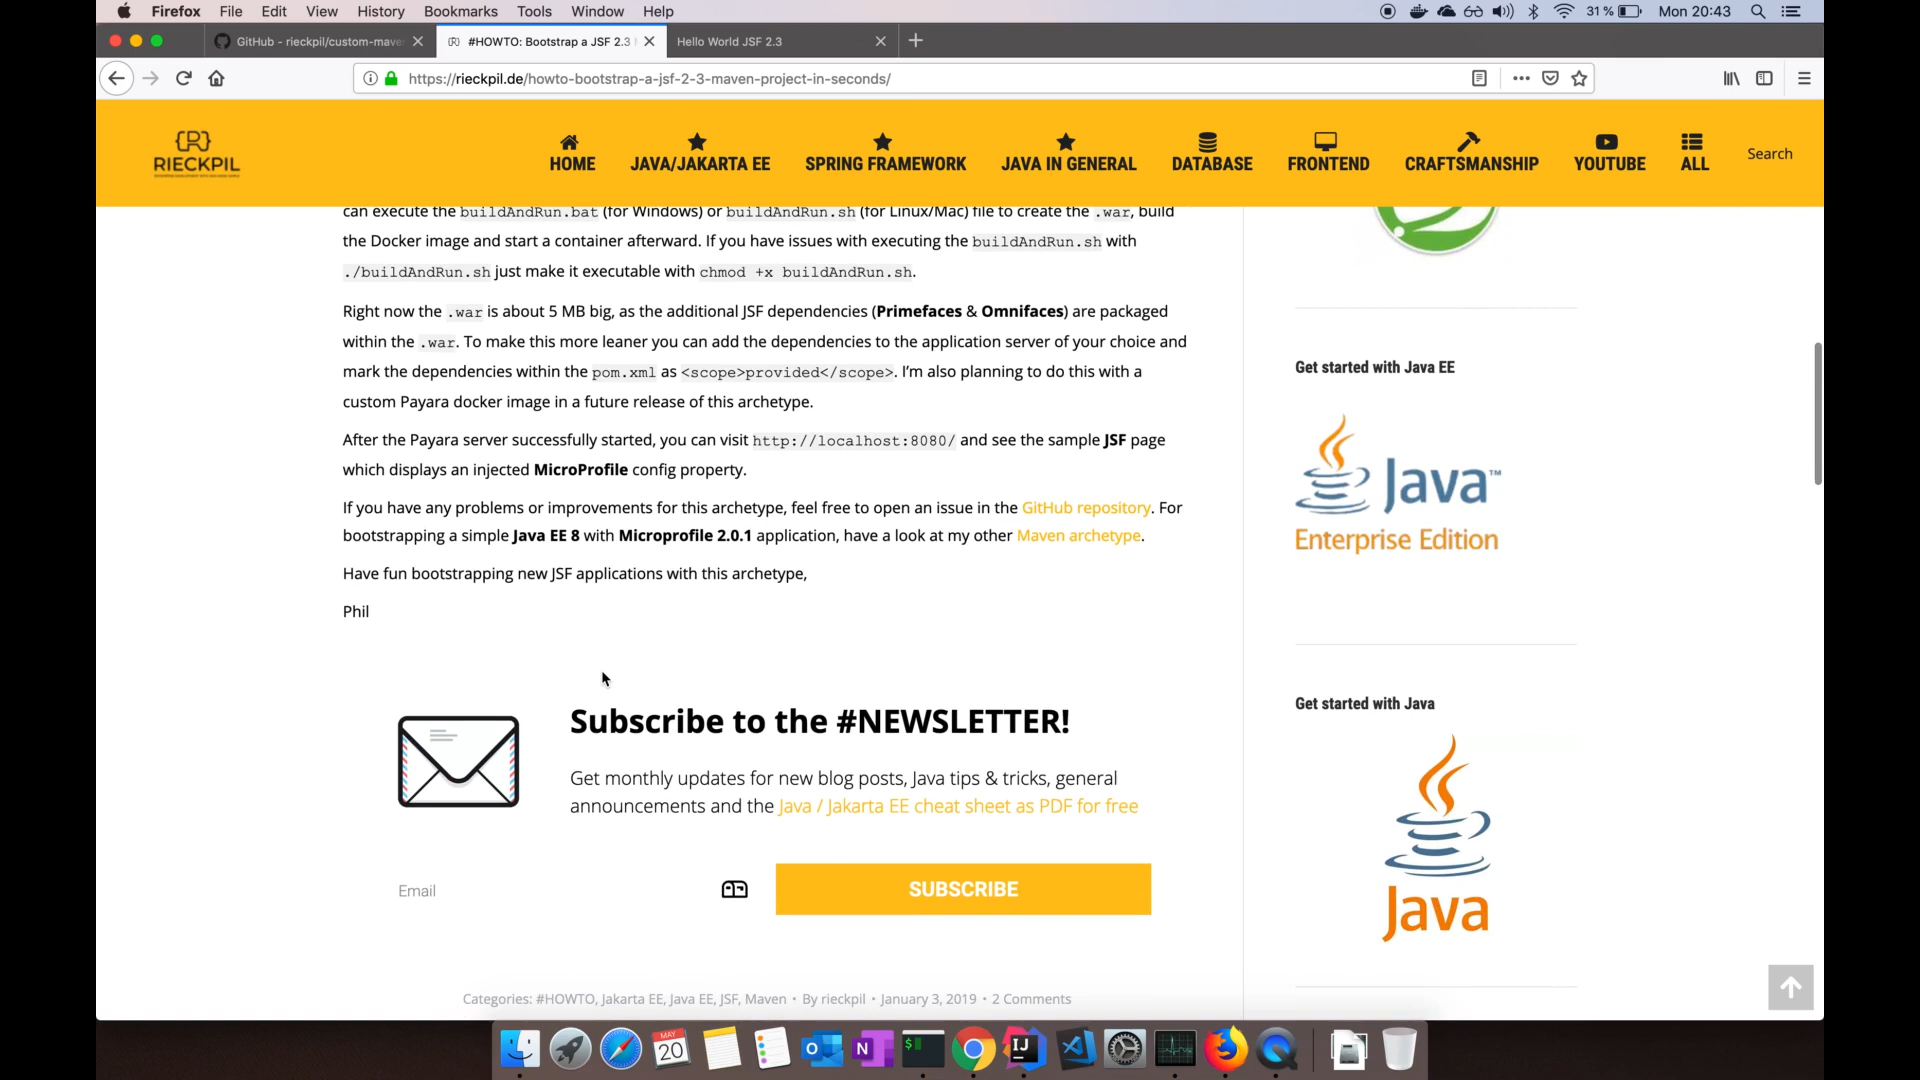 Firefox File Edit View History Bookmarks Tools Window Help 31% Mon 20:43
GitHub - rieckpil/custom-mave
#HOWTO: Bootstrap a JSF 2.3
Hello World JSF 2.3
https://rieckpil.de/howto-bootstrap-a-jsf-2-3-maven-project-in-seconds/
{R}
RIECKPIL
HOME JAVA/JAKARTA EE SPRING FRAMEWORK JAVA IN GENERAL DATABASE FRONTEND CRAFTSMANSHIP YOUTUBE ALL Search
can execute the buildAndRun.bat (for Windows) or buildAndRun.sh (for Linux/Mac) file to create the .war, build
the Docker image and start a container afterward. If you have issues with executing the buildAndRun.sh with
./buildAndRun.sh just make it executable with chmod +x buildAndRun.sh.
Right now the .war is about 5 MB big, as the additional JSF dependencies (Primefaces & Omnifaces) are packaged
within the .war. To make this more leaner you can add the dependencies to the application server of your choice and
mark the dependencies within the pom.xml as <scope>provided</scope>. I'm also planning to do this with a
custom Payara docker image in a future release of this archetype.
After the Payara server successfully started, you can visit http://localhost:8080/ and see the sample JSF page
which displays an injected MicroProfile config property.
If you have any problems or improvements for this archetype, feel free to open an issue in the GitHub repository. For
bootstrapping a simple Java EE 8 with Microprofile 2.0.1 application, have a look at my other Maven archetype.
Have fun bootstrapping new JSF applications with this archetype,
Phil
Subscribe to the #NEWSLETTER!
Get monthly updates for new blog posts, Java tips & tricks, general
announcements and the Java / Jakarta EE cheat sheet as PDF for free
Email
SUBSCRIBE
Categories: #HOWTO, Jakarta EE, Java EE, JSF, Maven • By rieckpil • January 3, 2019 • 2 Comments
Get started with Java EE
Java™
Enterprise Edition
Get started with Java
Java
MAY
20
O
N
$
IJ